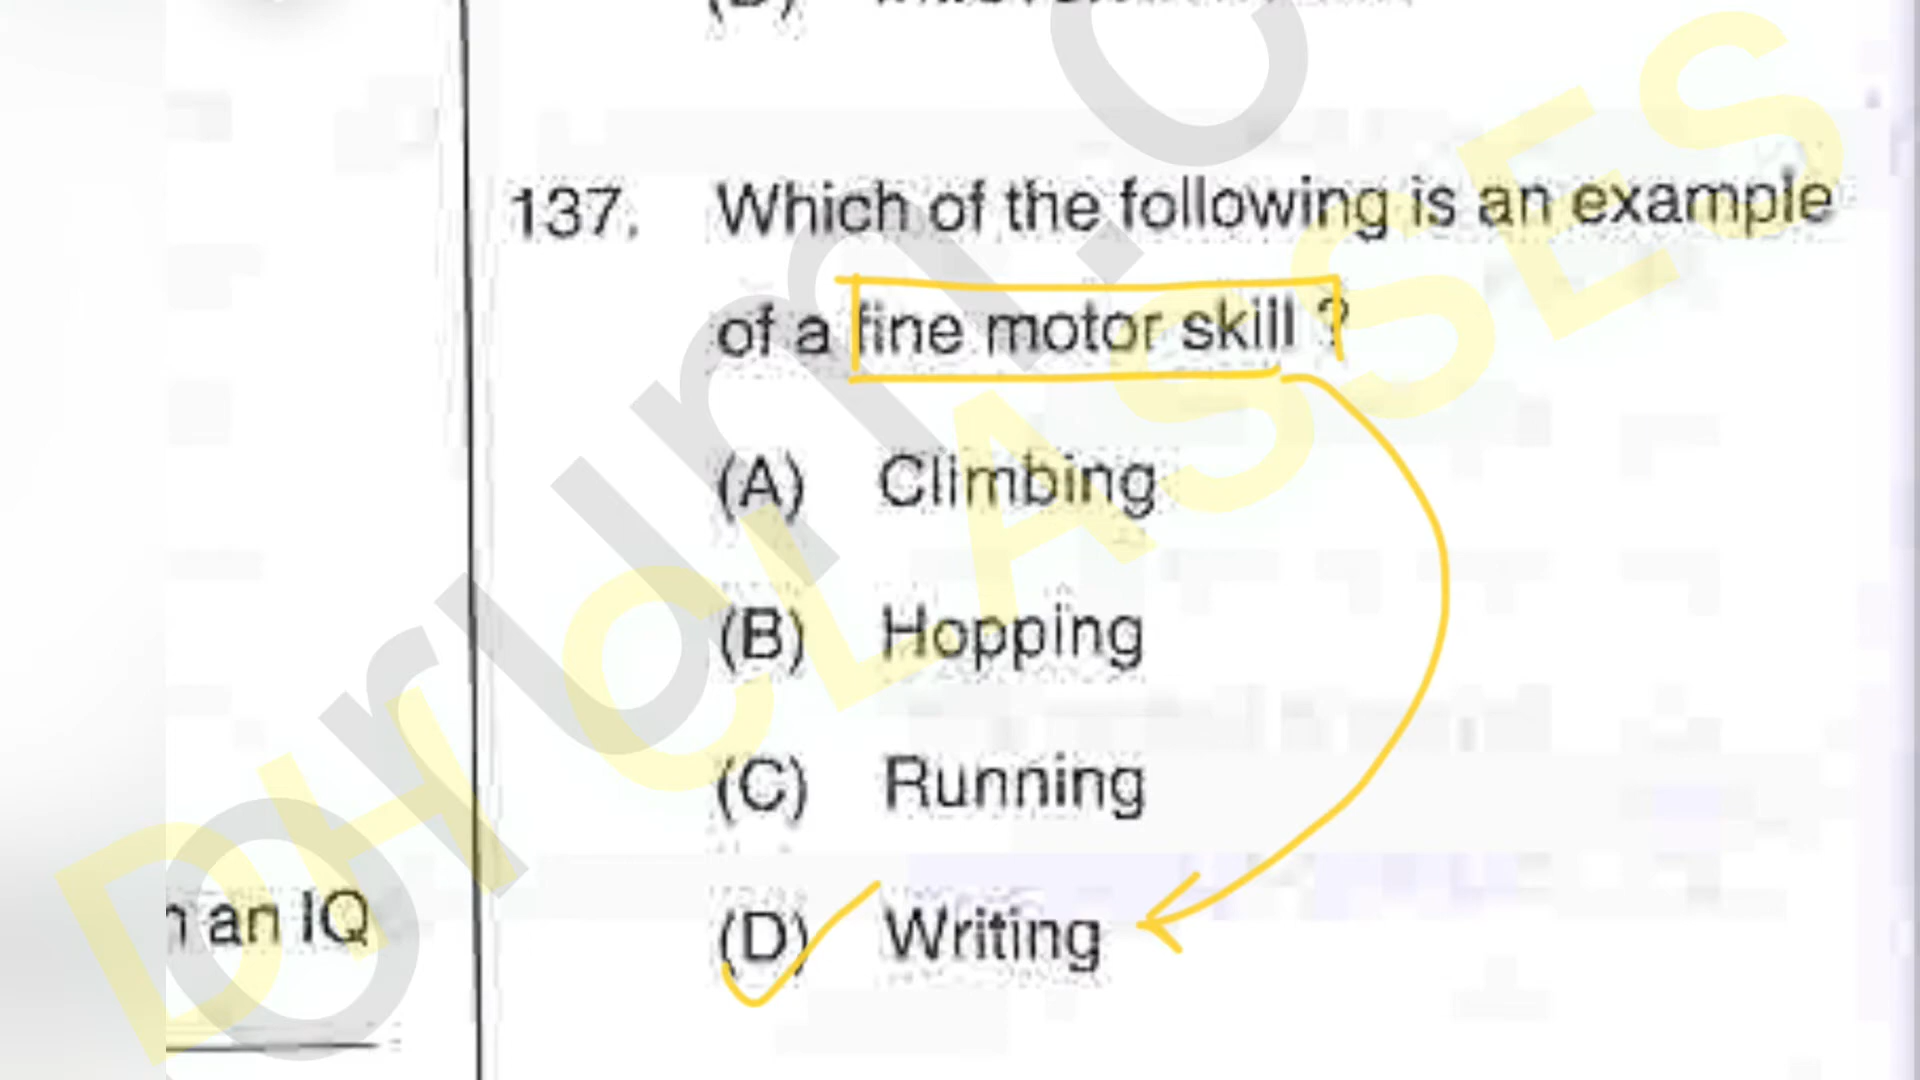 137. Which of the following is an example
of a fine motor skill ?
(A) Climbing
(B) Hopping
(C) Running
(D) Writing
an IQ
DH CLASSES